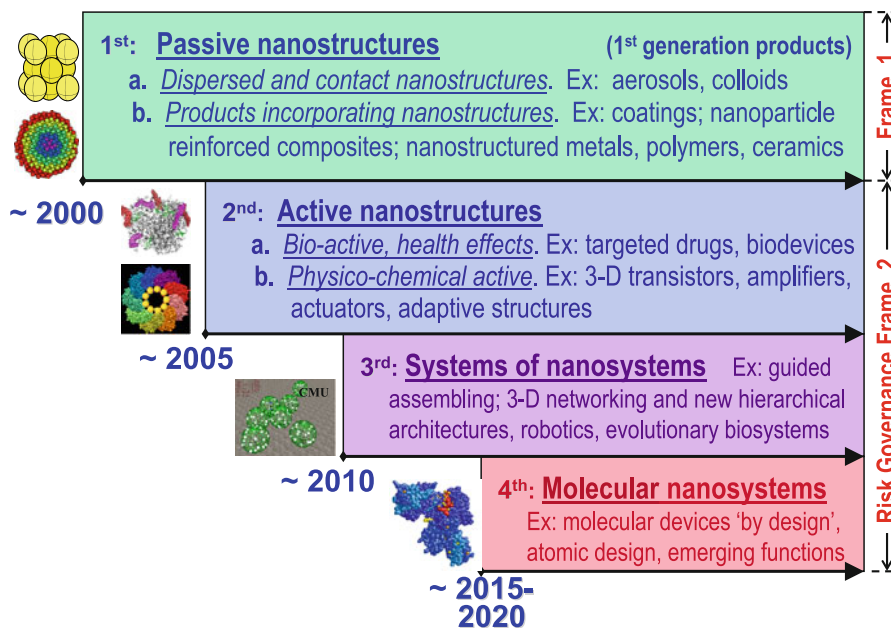 1st: Passive nanostructures (1st generation products)
a. Dispersed and contact nanostructures. Ex: aerosols, colloids
b. Products incorporating nanostructures. Ex: coatings; nanoparticle
reinforced composites; nanostructured metals, polymers, ceramics
~ 2000
2nd: Active nanostructures
a. Bio-active, health effects. Ex: targeted drugs, biodevices
b. Physico-chemical active. Ex: 3-D transistors, amplifiers,
actuators, adaptive structures
~ 2005
CMU
3rd: Systems of nanosystems Ex: guided
assembling; 3-D networking and new hierarchical
architectures, robotics, evolutionary biosystems
~ 2010
4th: Molecular nanosystems
Ex: molecular devices ‘by design’,
atomic design, emerging functions
~ 2015-
2020
Frame 1
Risk Governance Frame 2